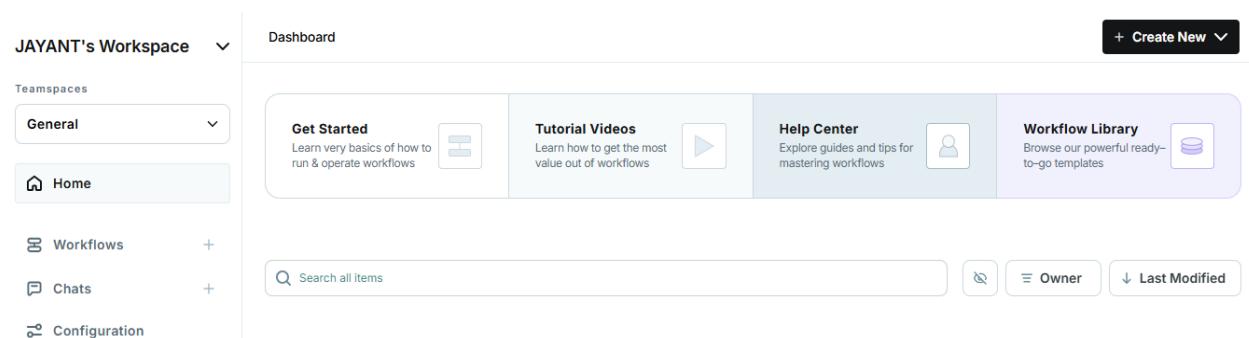 JAYANT's Workspace
Teamspaces
General
Home
Workflows
Chats
Configuration
Dashboard
+ Create New
Get Started
Learn very basics of how to
run & operate workflows
Tutorial Videos
Learn how to get the most
value out of workflows
Help Center
Explore guides and tips for
mastering workflows
Workflow Library
Browse our powerful ready–
to-go templates
Search all items
Owner
Last Modified